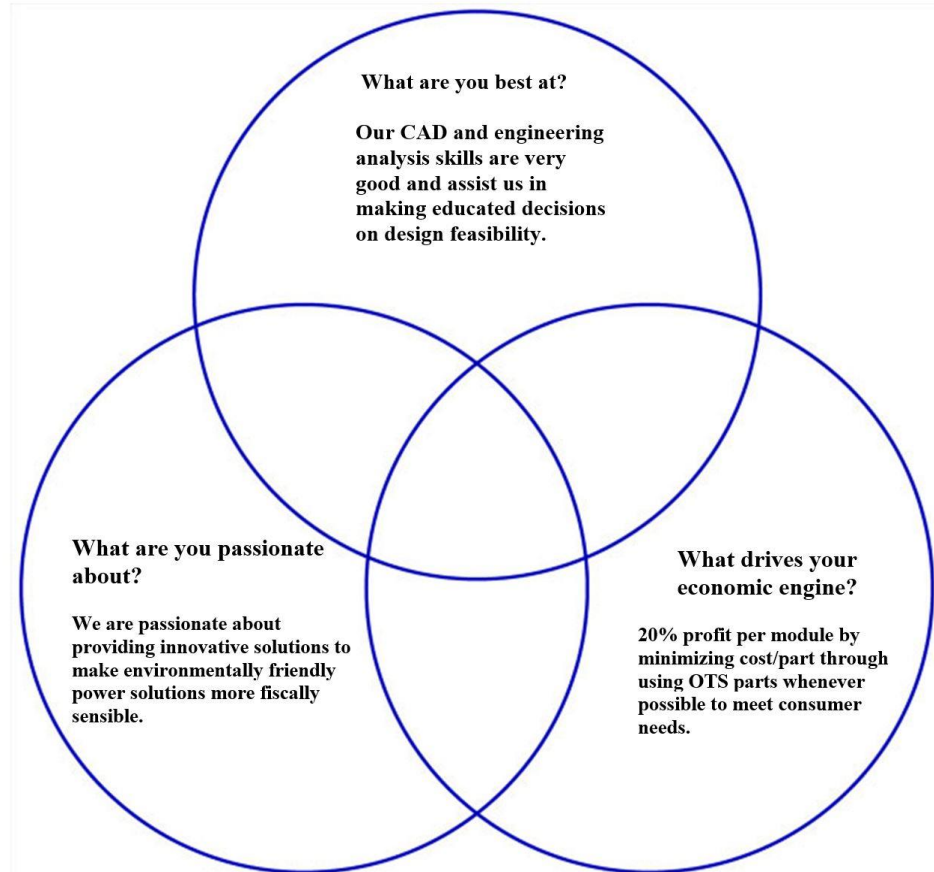 What are you best at?
Our CAD and engineering
analysis skills are very
good and assist us in
making educated decisions
on design feasibility.
What are you passionate
about?
We are passionate about
providing innovative solutions to
make environmentally friendly
power solutions more fiscally
sensible.
What drives your
economic engine?
20% profit per module by
minimizing cost/part through
using OTS parts whenever
possible to meet consumer
needs.